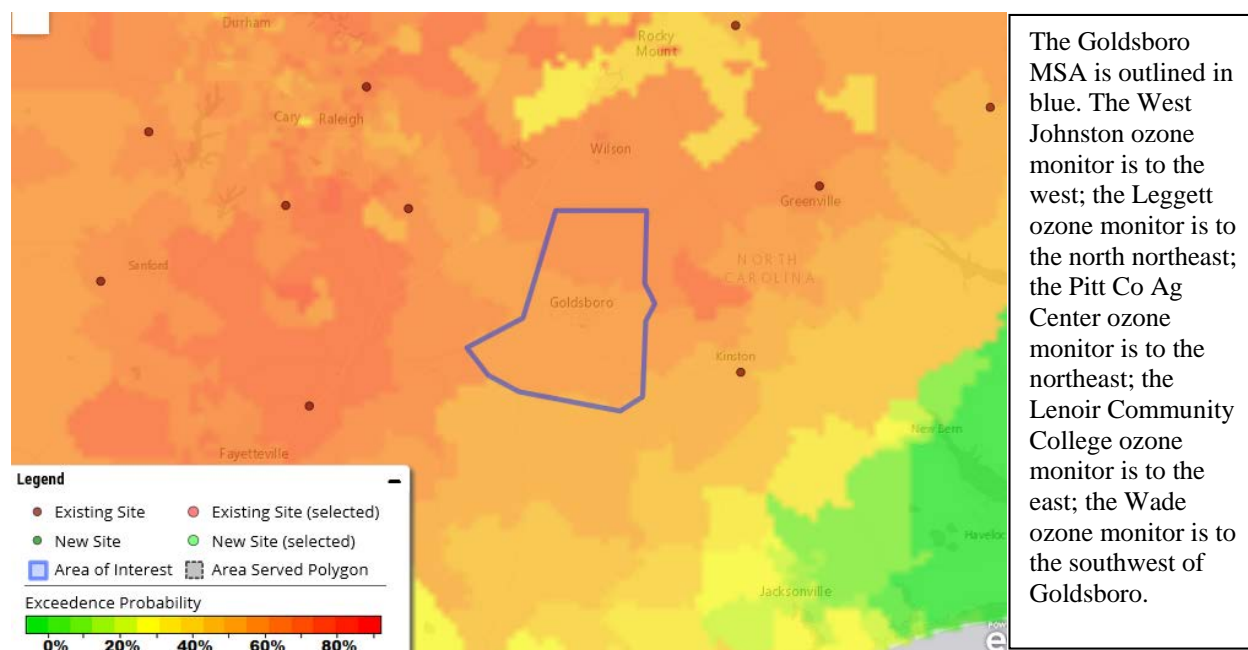 Durham
Rocky
Mount
Cary Raleigh
Wilson
Greenville
Sanford
NORTH
CAROLINA
Goldsboro
Kinston
New Bern
Fayetteville
Haveloc
Jacksonville
Legend
Existing Site
Existing Site (selected)
New Site
New Site (selected)
Area of Interest
Area Served Polygon
Exceedence Probability
0% 20% 40% 60% 80%
POW
e
The Goldsboro
MSA is outlined in
blue. The West
Johnston ozone
monitor is to the
west; the Leggett
ozone monitor is to
the north northeast;
the Pitt Co Ag
Center ozone
monitor is to the
northeast; the
Lenoir Community
College ozone
monitor is to the
east; the Wade
ozone monitor is to
the southwest of
Goldsboro.